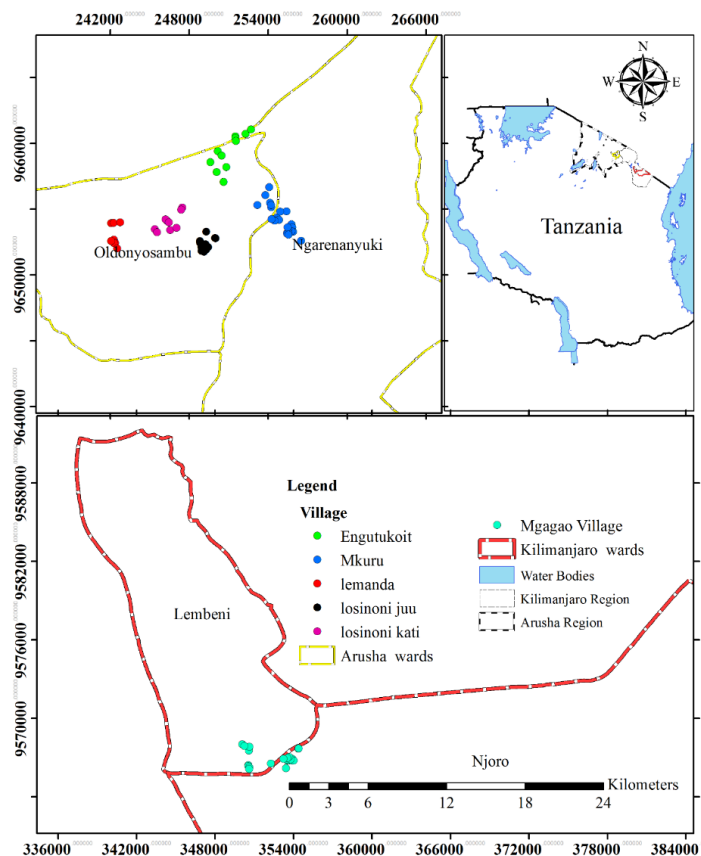 242000 248000 254000 260000 266000
9660000
9650000
9640000
Oldonyosambu
Ngarenanyuki
N
W E
S
Tanzania
9588000
9582000
9576000
9570000
Lembeni
Legend
Village
Engutukoit
Mkuru
lemanda
losinoni juu
losinoni kati
Arusha wards
Mgagao Village
Kilimanjaro wards
Water Bodies
Kilimanjaro Region
Arusha Region
Njoro
Kilometers
0 3 6 12 18 24
336000 342000 348000 354000 360000 366000 372000 378000 384000